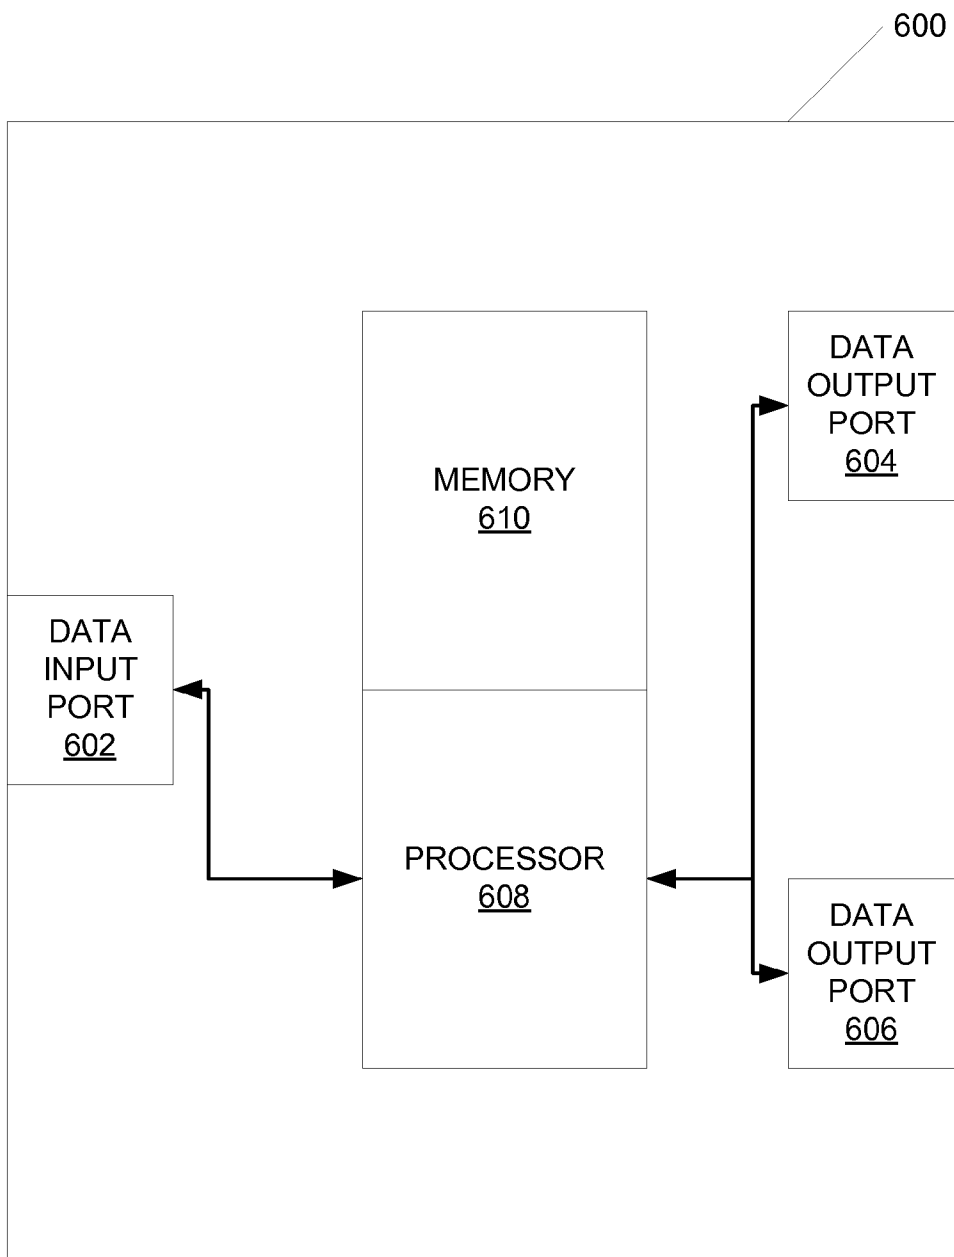 600
MEMORY
610
DATA
OUTPUT
PORT
604
DATA
INPUT
PORT
602
PROCESSOR
608
DATA
OUTPUT
PORT
606